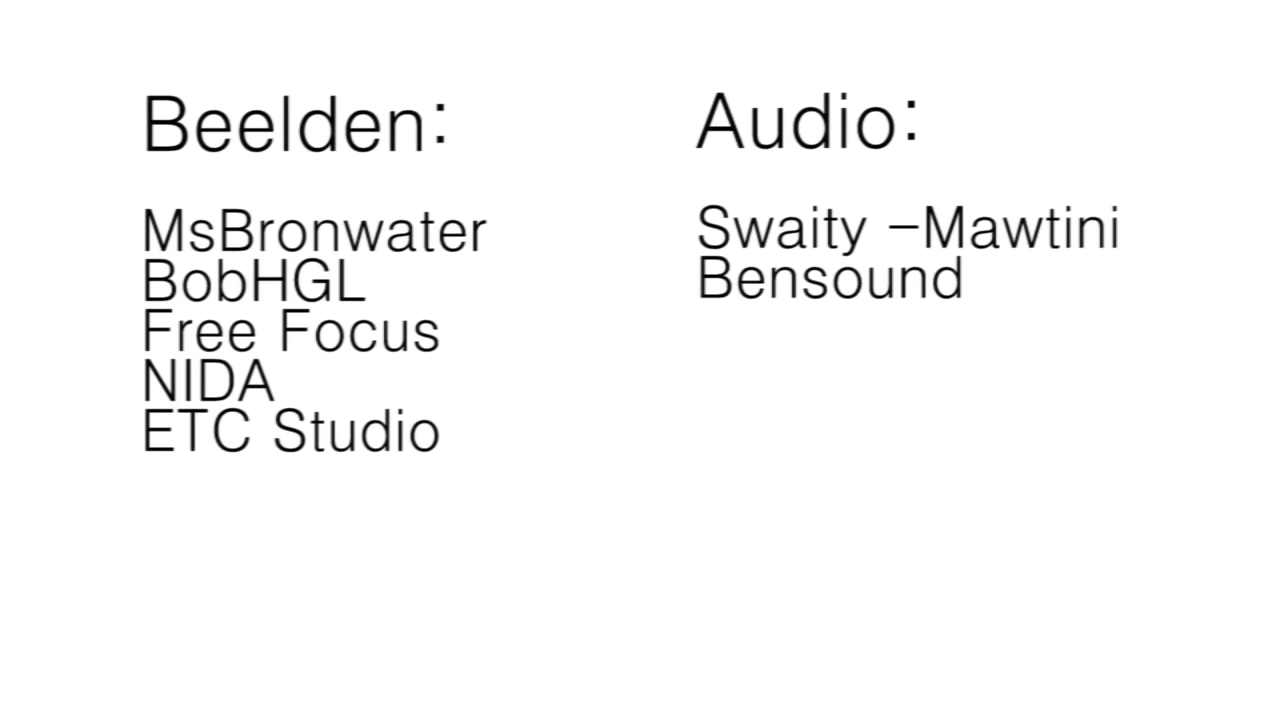 Beelden:
MsBronwater
BobHGL
Free Focus
NIDA
ETC Studio
Audio:
Swaity -Mawtini
Bensound